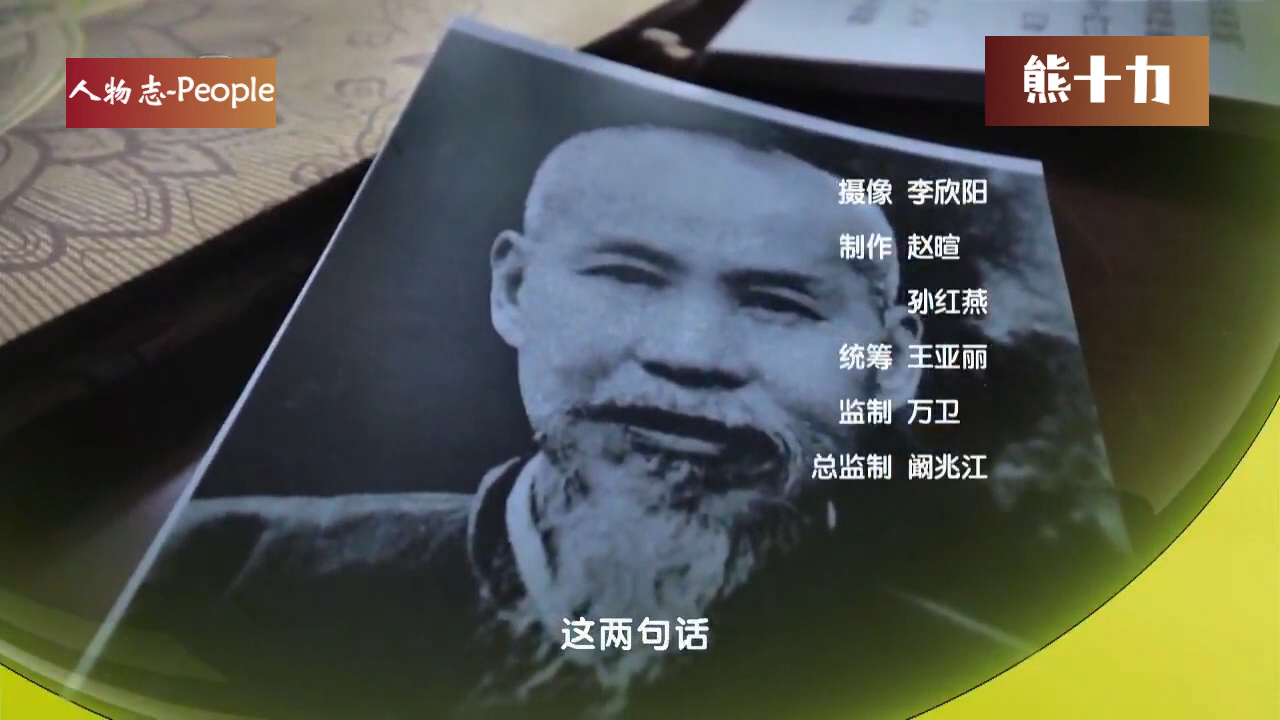 人物志-People
熊十力
摄像 李欣阳
制作 赵暄
孙红燕
统筹 王亚丽
监制 万卫
总监制 阚兆江
这两句话